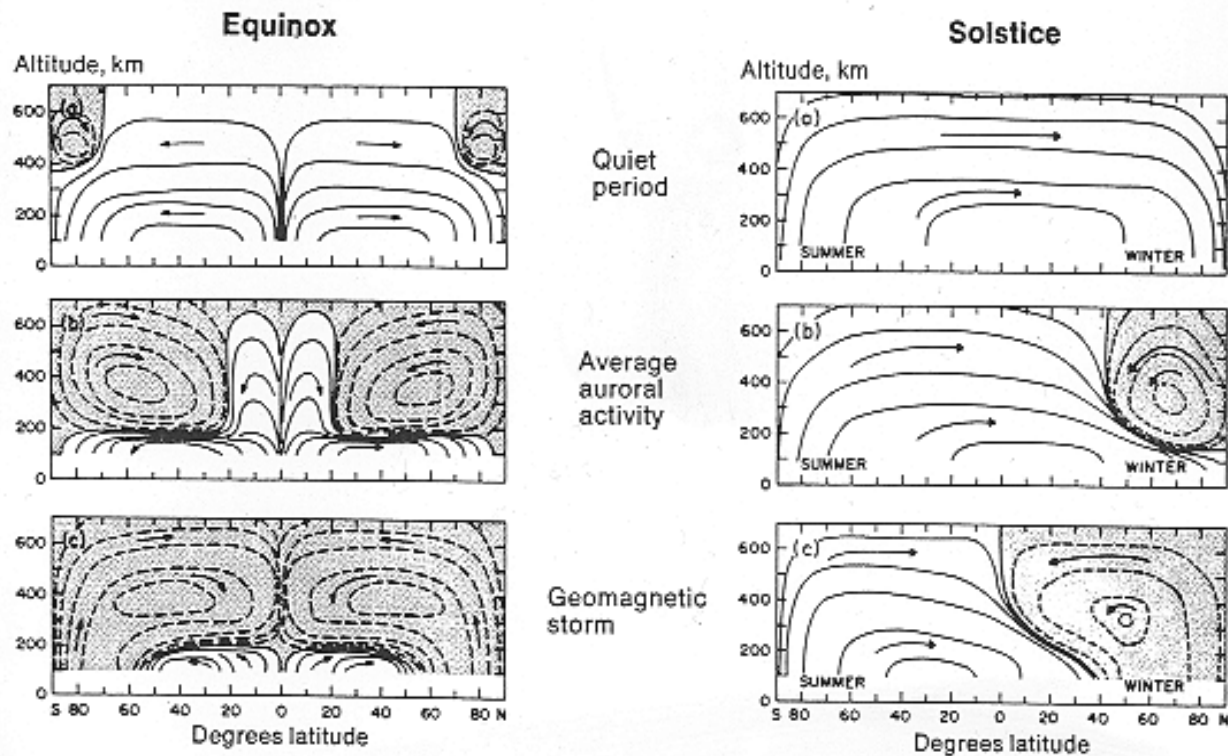 Equinox
Solstice
Altitude, km
Altitude, km
(a)
600
400
200
0
Quiet
period
(a)
600
400
200
0
SUMMER
WINTER
(b)
600
400
200
0
Average
auroral
activity
(b)
600
400
200
0
SUMMER
WINTER
(c)
600
400
200
0
Geomagnetic
storm
(c)
600
400
200
0
SUMMER
WINTER
S 80 60 40 20 0 20 40 60 80 N
Degrees latitude
S 80 60 40 20 0 20 40 60 80 N
Degrees latitude